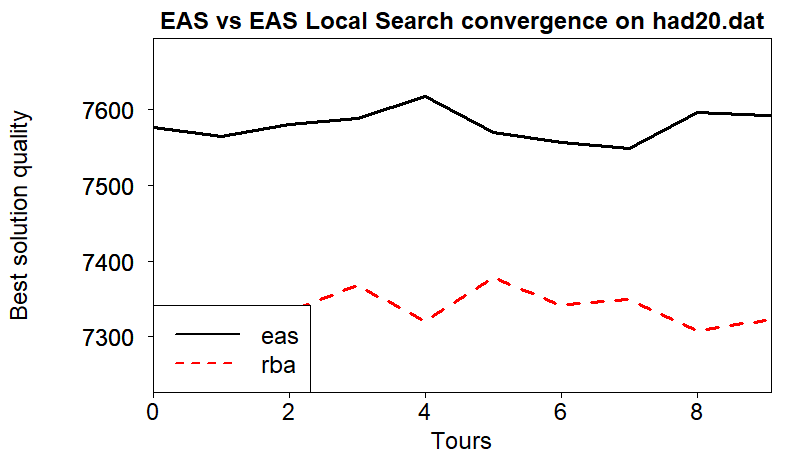 EAS vs EAS Local Search convergence on had20.dat
Best solution quality
7600
7500
7400
7300
eas
rba
0 2 4 6 8
Tours